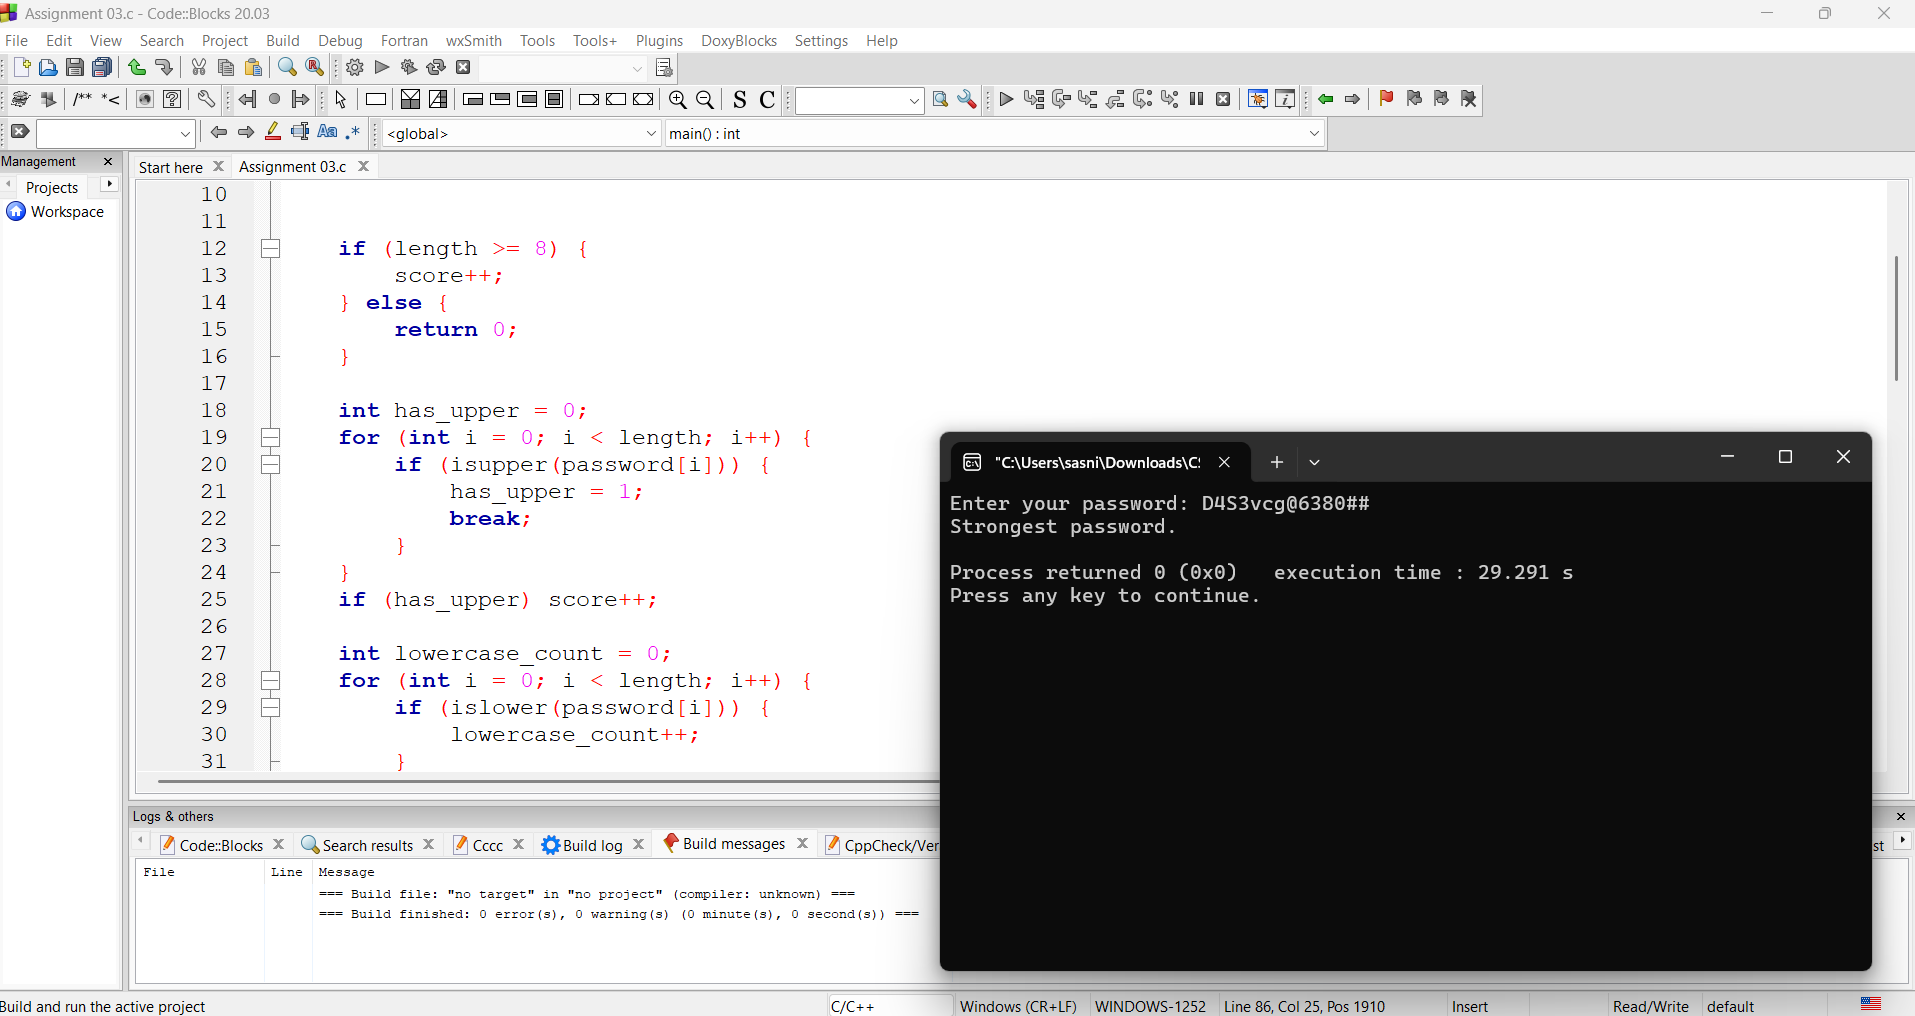 Assignment 03.c - Code::Blocks 20.03
File Edit View Search Project Build Debug Fortran wxSmith Tools Tools+ Plugins DoxyBlocks Settings Help
/** *< S C
Aa .* <global> main() : int
Management
Start here Assignment 03.c
Projects
Workspace
10
11
12 if (length >= 8) {
13 score++;
14 } else {
15 return 0;
16 }
17
18 int has_upper = 0;
19 for (int i = 0; i < length; i++) {
20 if (isupper(password[i])) {
21 has_upper = 1;
22 break;
23 }
24 }
25 if (has_upper) score++;
26
27 int lowercase_count = 0;
28 for (int i = 0; i < length; i++) {
29 if (islower(password[i])) {
30 lowercase_count++;
31 }
"C:\Users\sasni\Downloads\C:
Enter your password: D4S3vcg@6380##
Strongest password.
Process returned 0 (0x0) execution time : 29.291 s
Press any key to continue.
Logs & others
Code::Blocks Search results Cccc Build log Build messages CppCheck/Ver st
File Line Message
=== Build file: "no target" in "no project" (compiler: unknown) ===
=== Build finished: 0 error(s), 0 warning(s) (0 minute(s), 0 second(s)) ===
Build and run the active project C/C++ Windows (CR+LF) WINDOWS-1252 Line 86, Col 25, Pos 1910 Insert Read/Write default